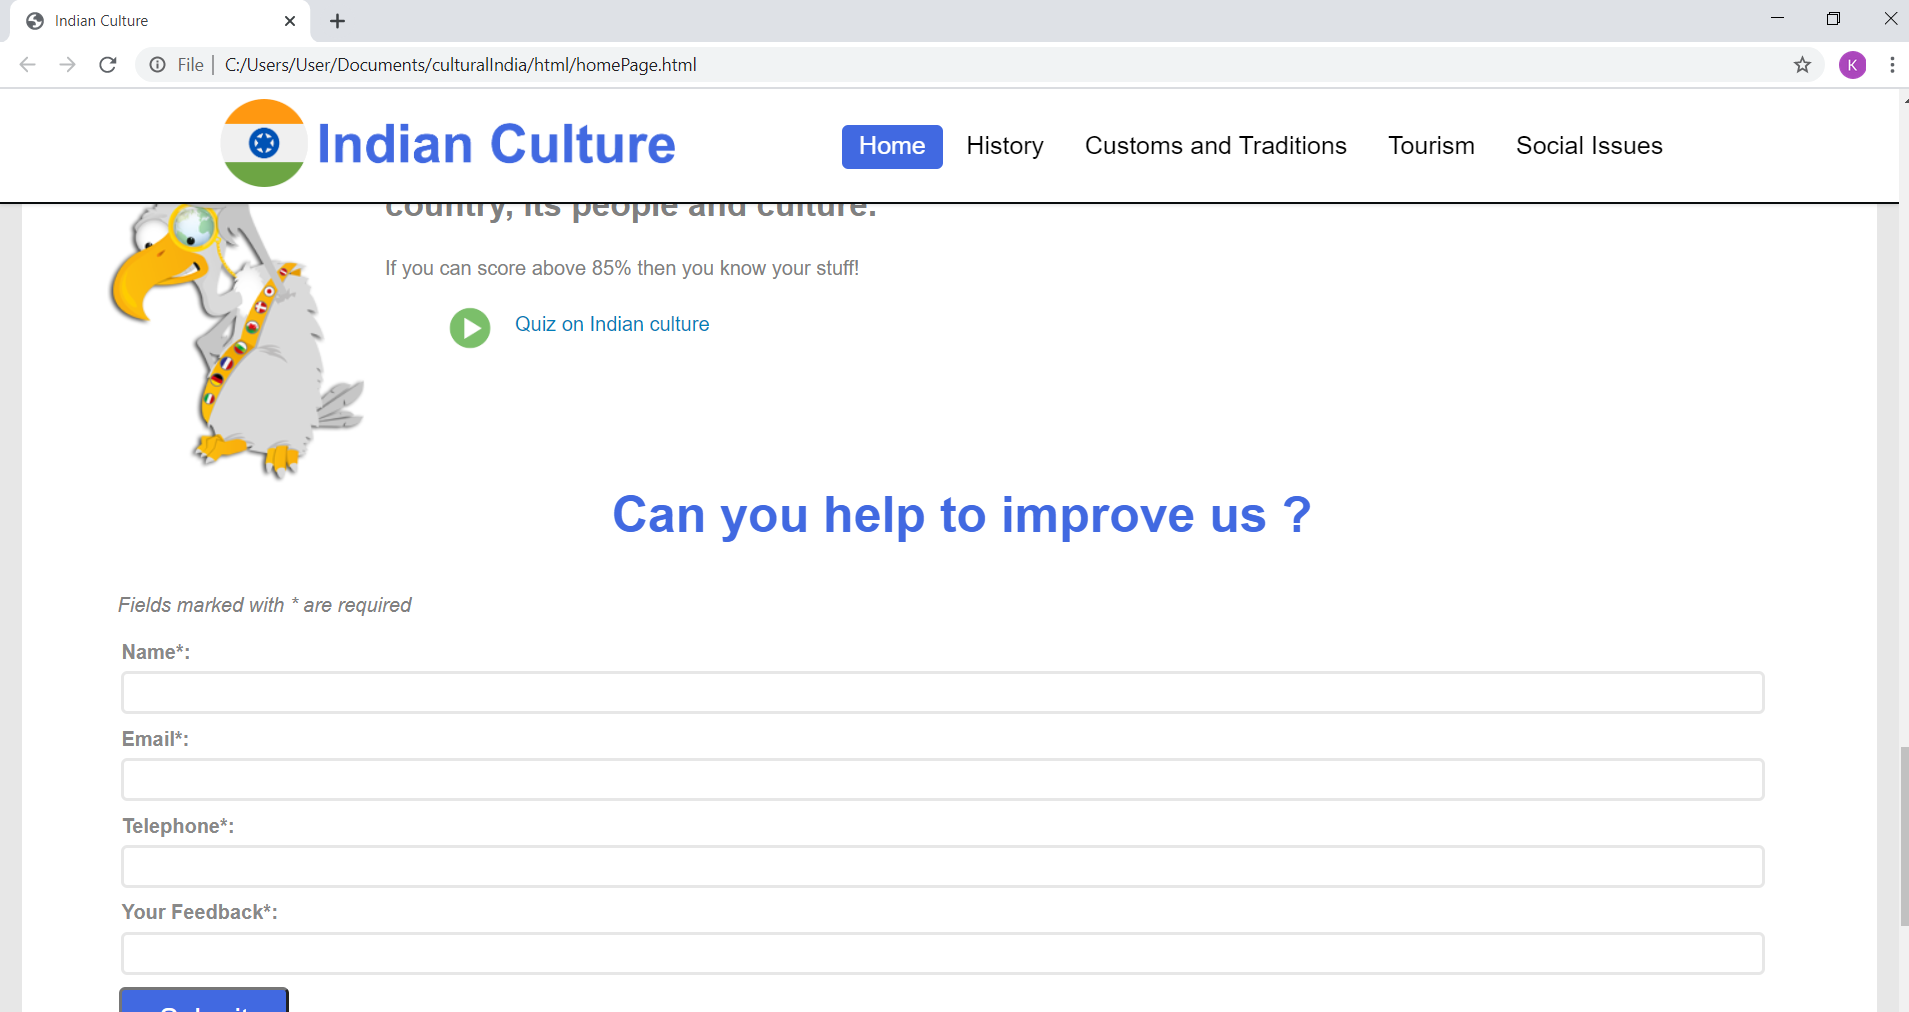 Indian Culture
File
C:/Users/User/Documents/culturalIndia/html/homePage.html
K
Indian Culture
Home History Customs and Traditions Tourism Social Issues
country, its people and culture.
If you can score above 85% then you know your stuff!
Quiz on Indian culture
Can you help to improve us ?
Fields marked with * are required
Name*:
Email*:
Telephone*:
Your Feedback*:
Submit